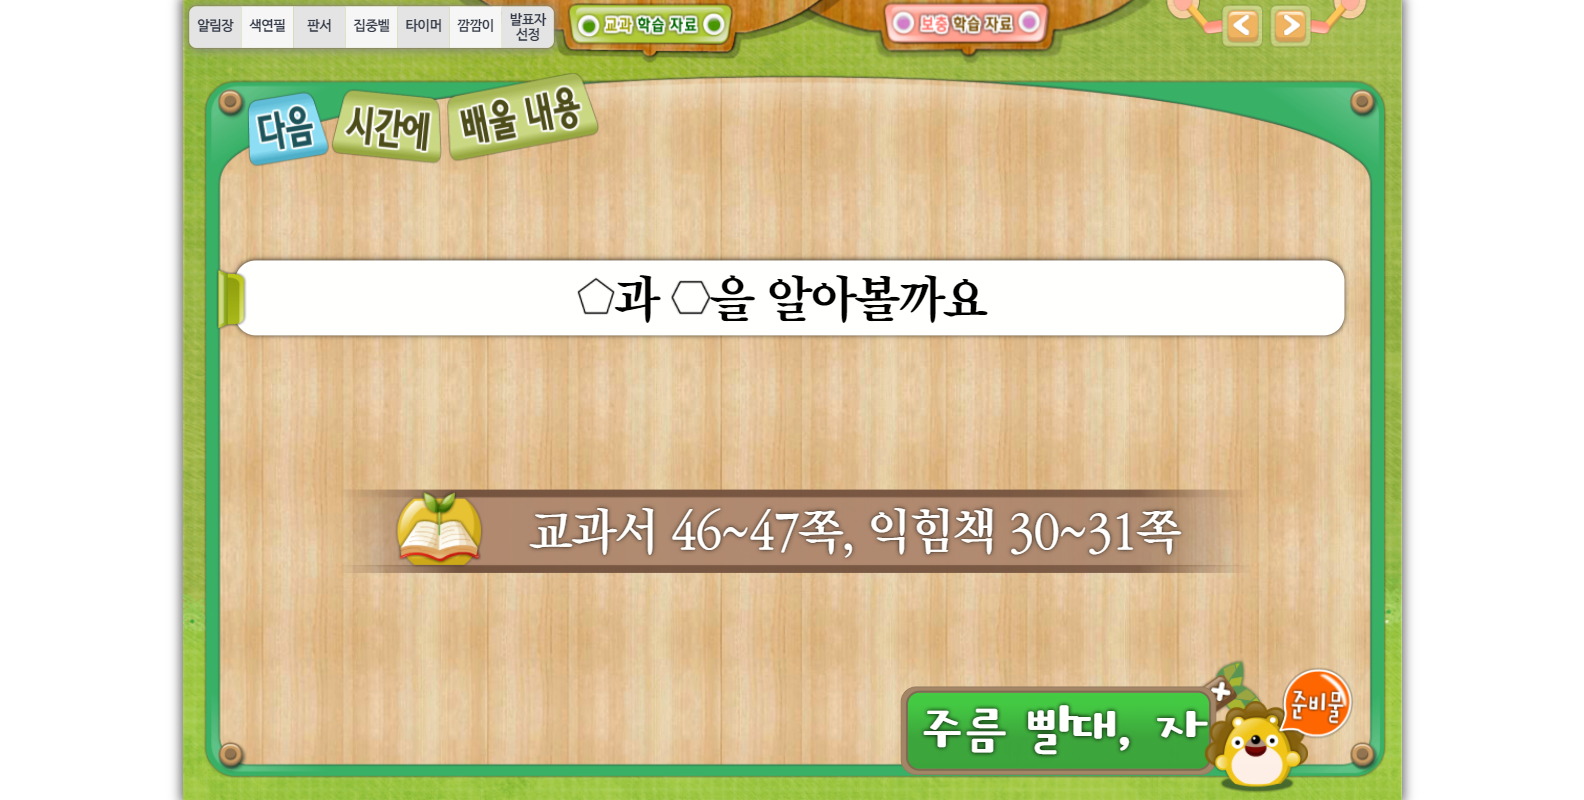 알림장 색연필 판서 집중벨 타이머 깜깜이 발표자 선정
교과 학습 자료
보충 학습 자료
다음 시간에 배울 내용
⬠과 ⬡을 알아볼까요
교과서 46~47쪽, 익힘책 30~31쪽
주름 빨대, 자
준비물